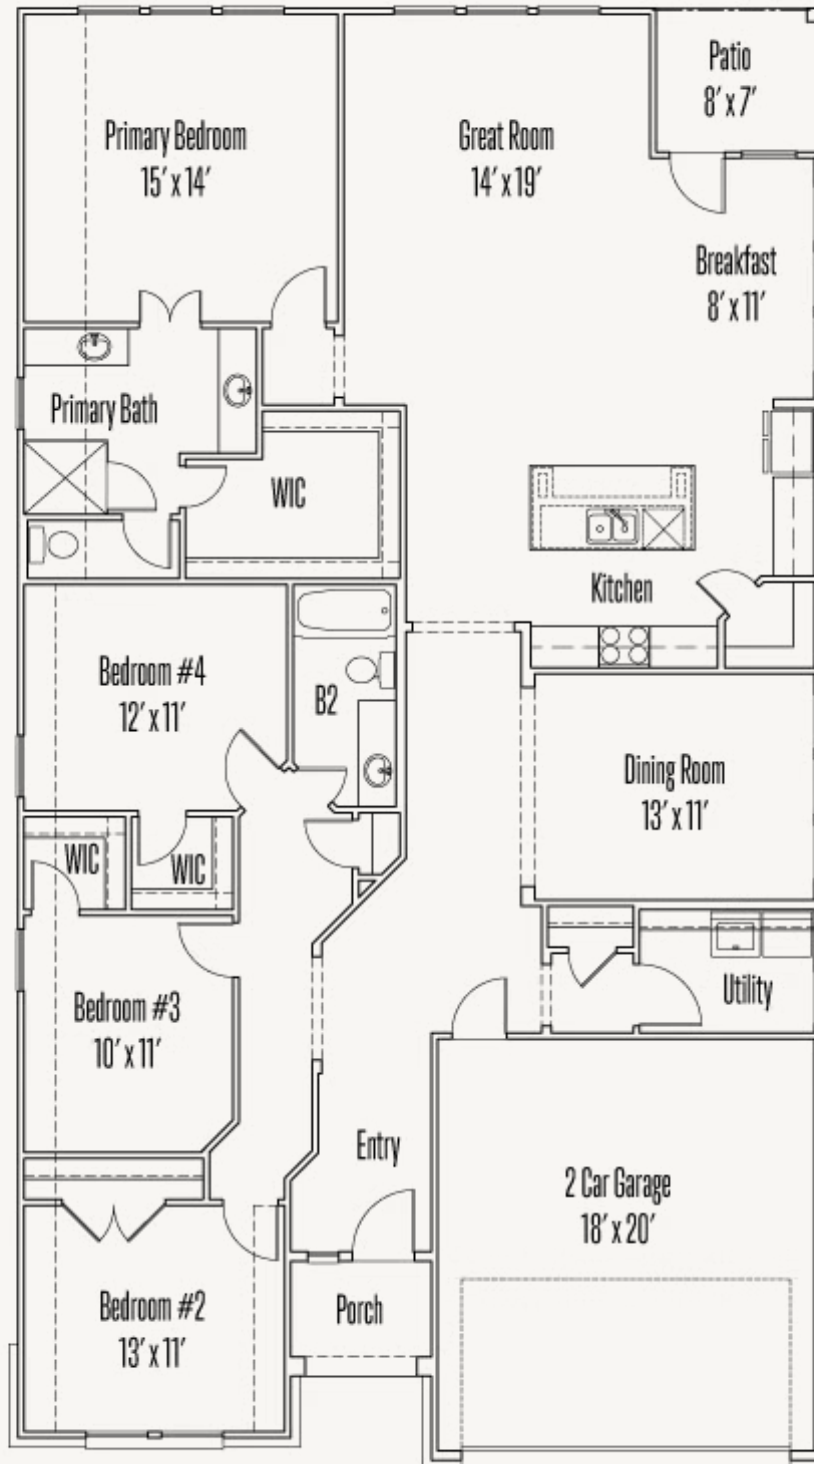 Patio
8' x 7'
Primary Bedroom
15' x 14'
Great Room
14' x 19'
Breakfast
8' x 11'
Primary Bath
WIC
Kitchen
Bedroom #4
12' x 11'
B2
Dining Room
13' x 11'
WIC
WIC
Utility
Bedroom #3
10' x 11'
Entry
2 Car Garage
18' x 20'
Bedroom #2
13' x 11'
Porch